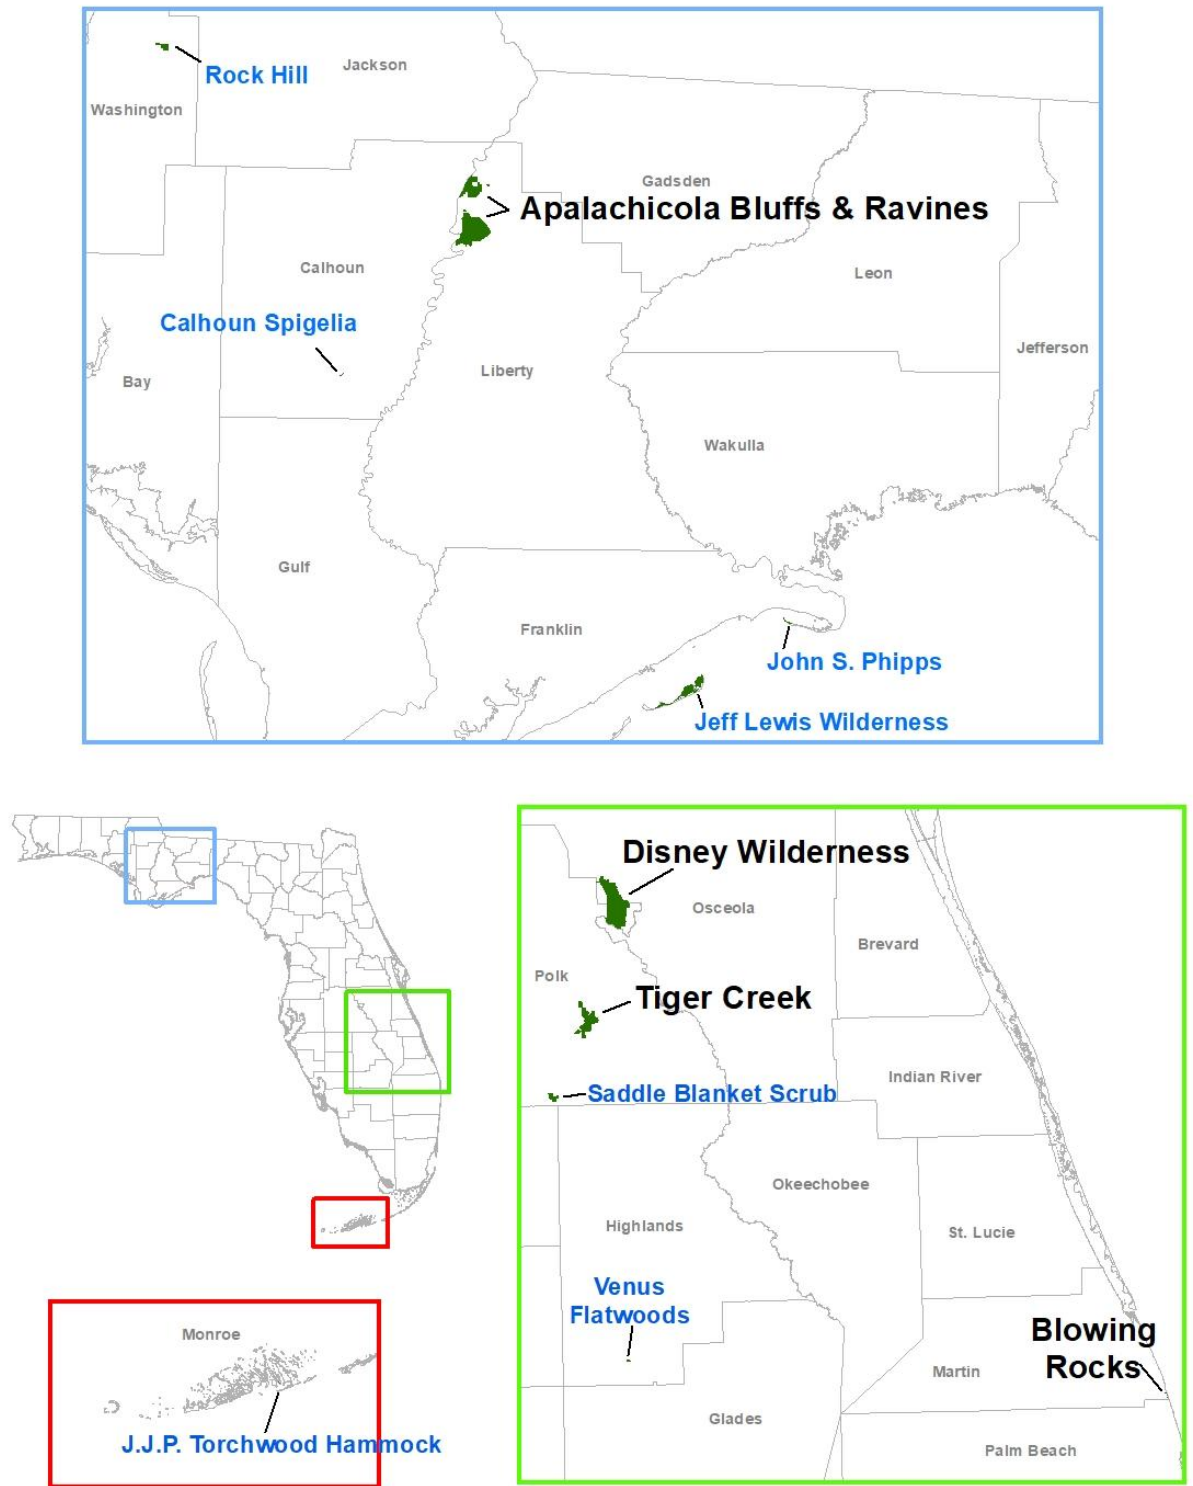 Rock Hill
Jackson
Washington
Gadsden
Apalachicola Bluffs & Ravines
Calhoun
Leon
Calhoun Spigelia
Jefferson
Liberty
Bay
Wakulla
Gulf
Franklin
John S. Phipps
Jeff Lewis Wilderness
Disney Wilderness
Osceola
Brevard
Polk
Tiger Creek
Indian River
Saddle Blanket Scrub
Okeechobee
Highlands
St. Lucie
Venus
Flatwoods
Blowing
Rocks
Martin
Glades
Palm Beach
Monroe
J.J.P. Torchwood Hammock